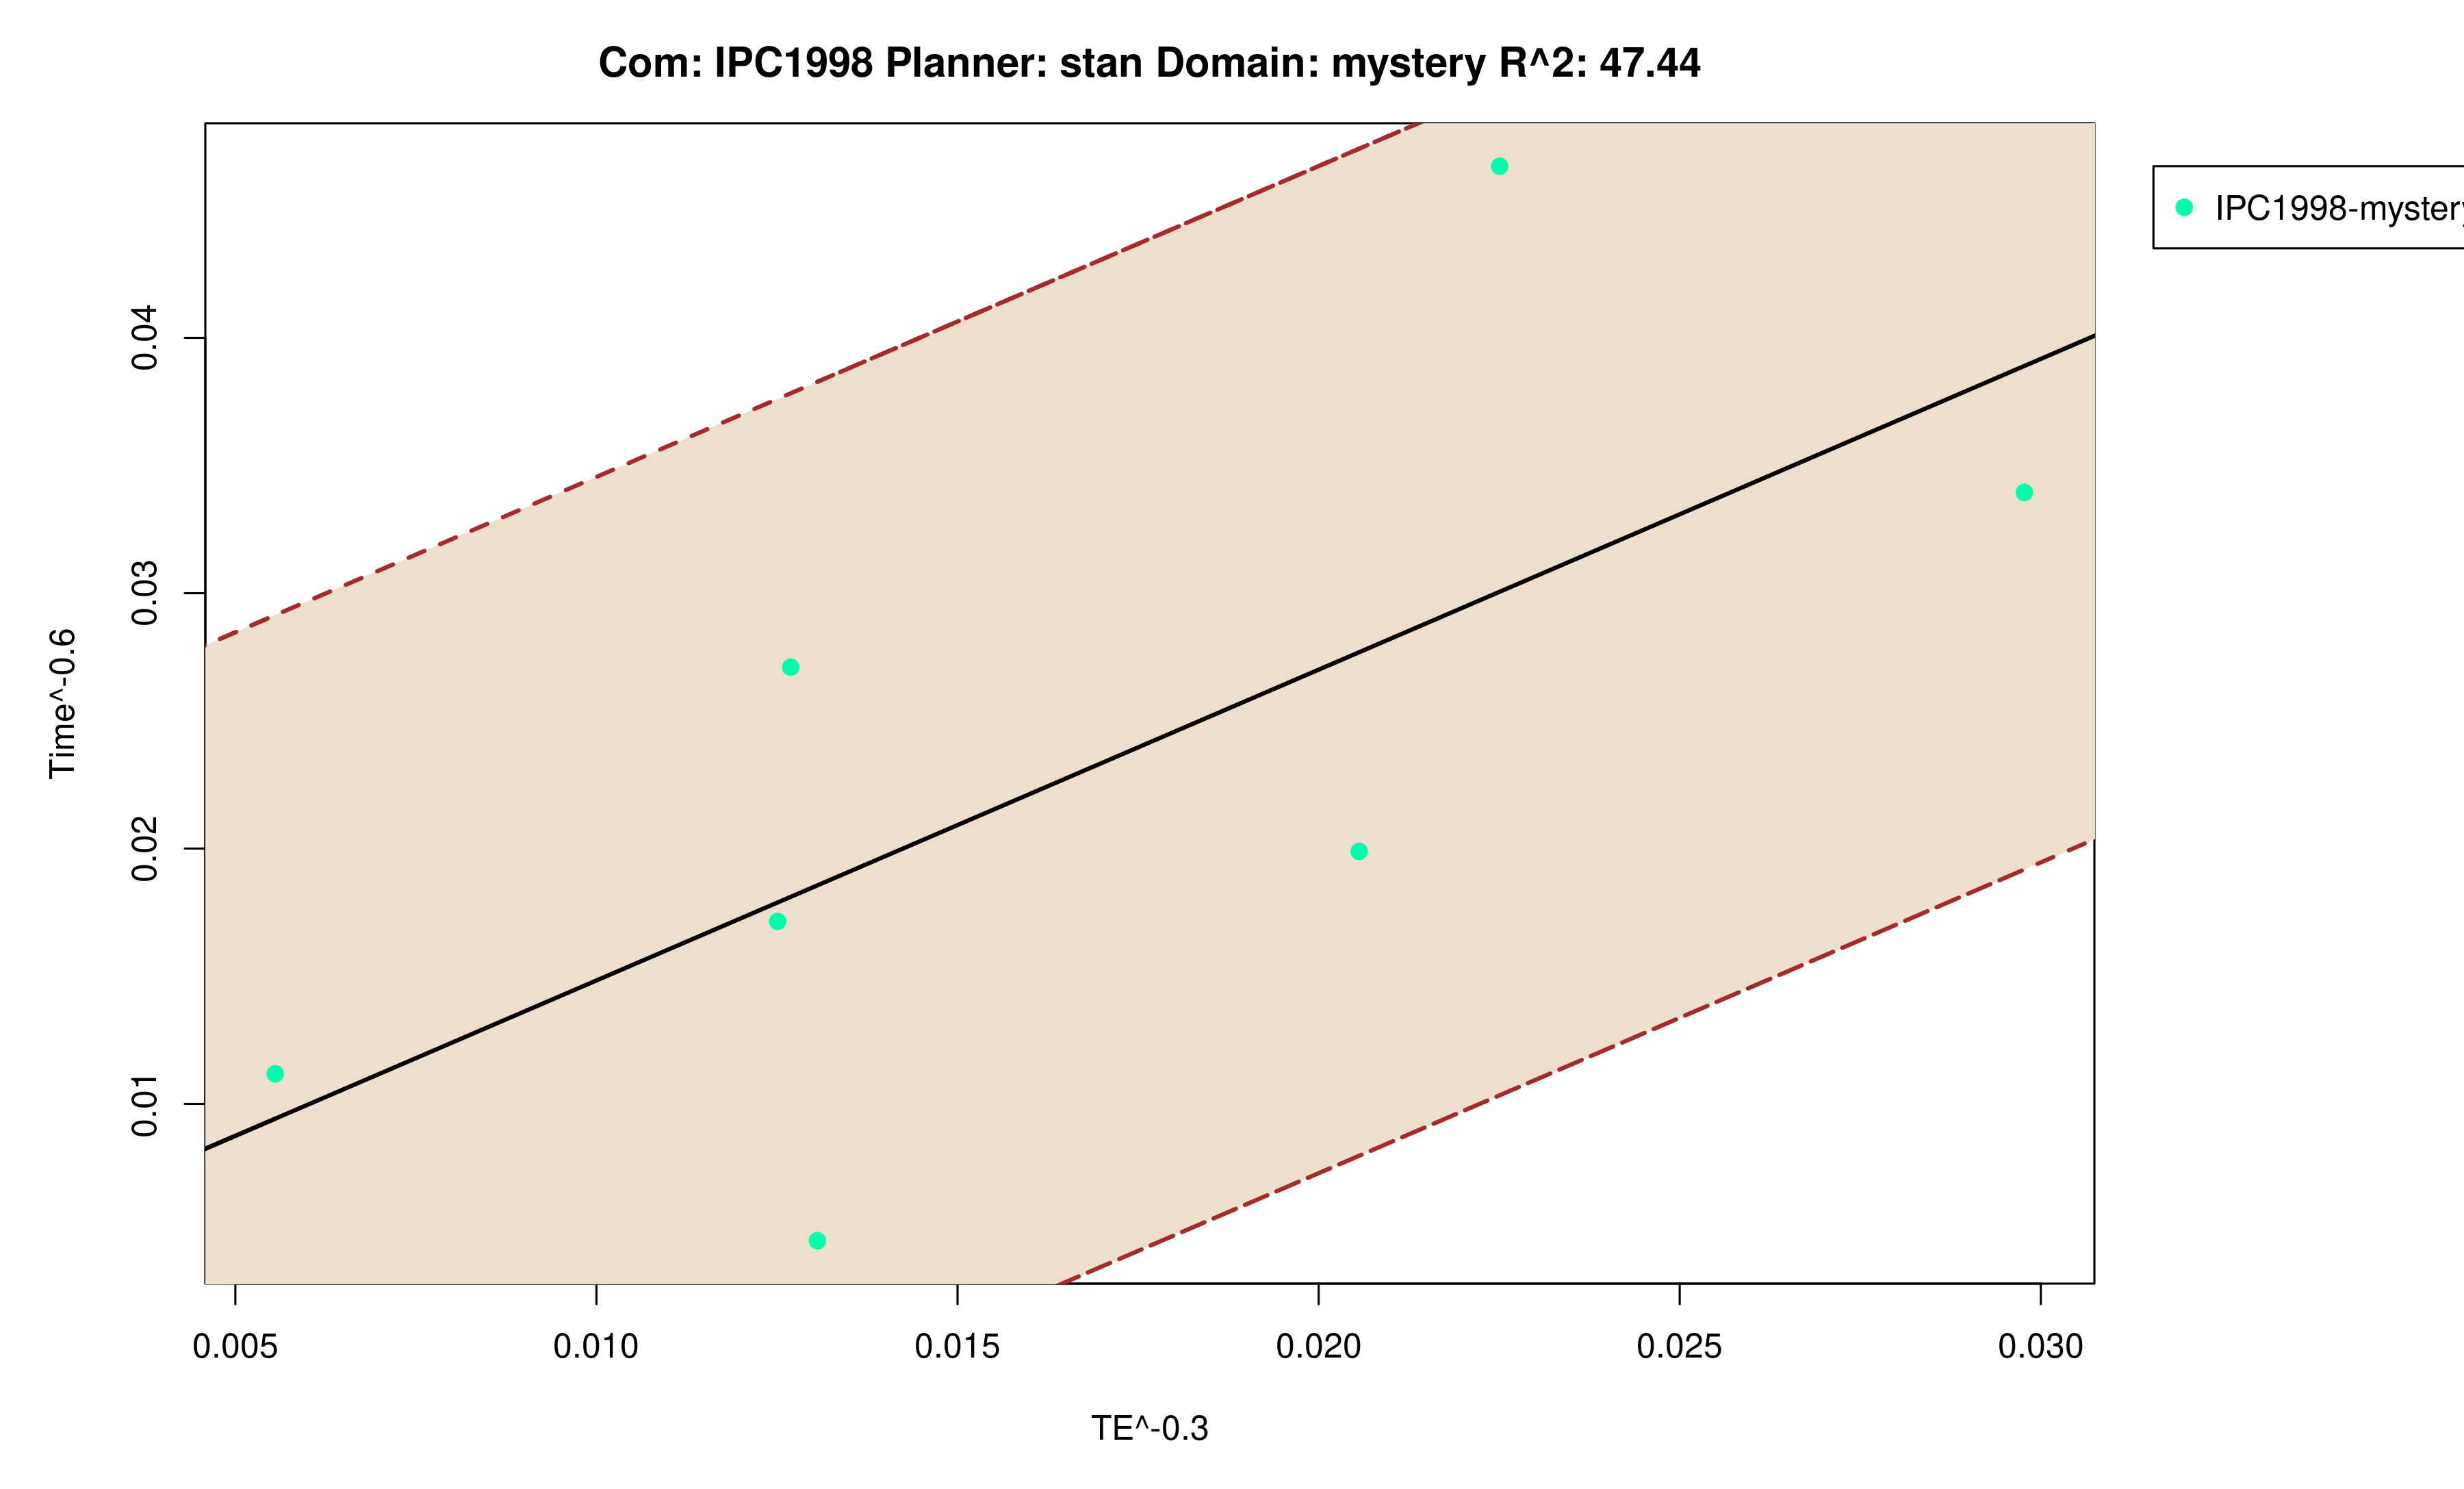 Com: IPC1998 Planner: stan Domain: mystery R^2: 47.44
IPC1998-mystery
0.04
0.03
0.02
0.01
Time^-0.6
0.005 0.010 0.015 0.020 0.025 0.030
TE^-0.3